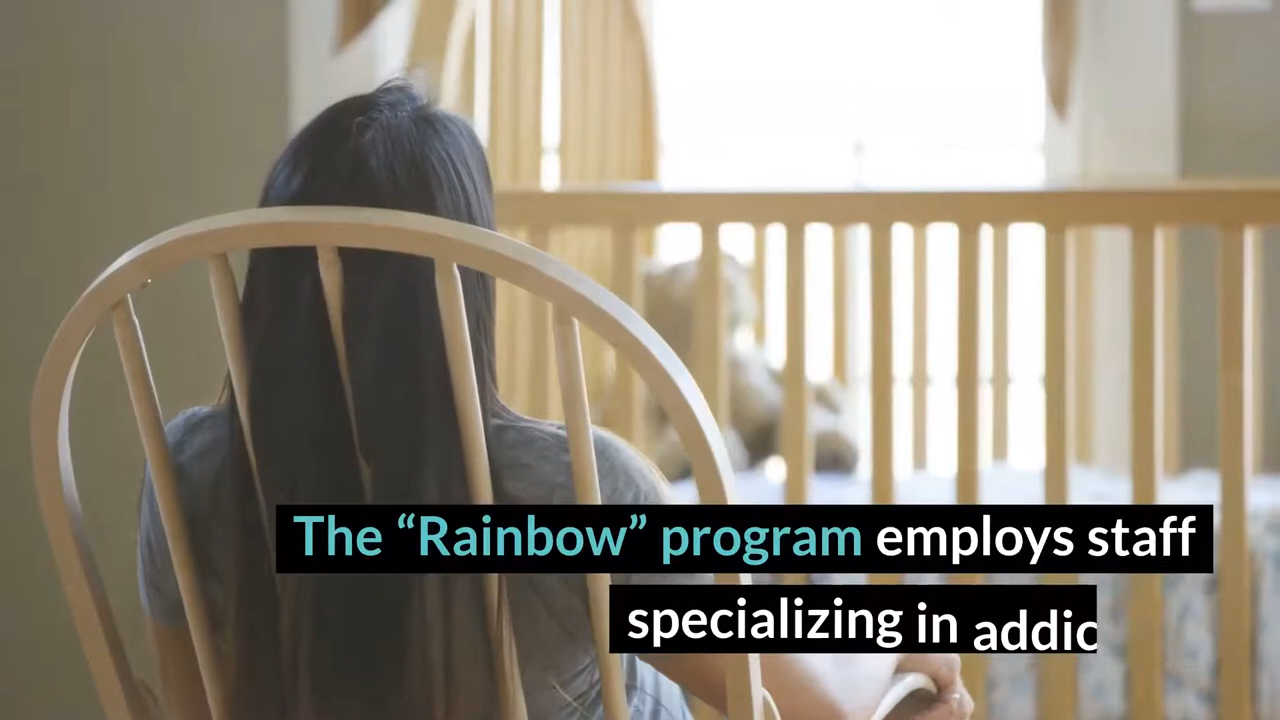 The “Rainbow” program employs staff
specializing in addic